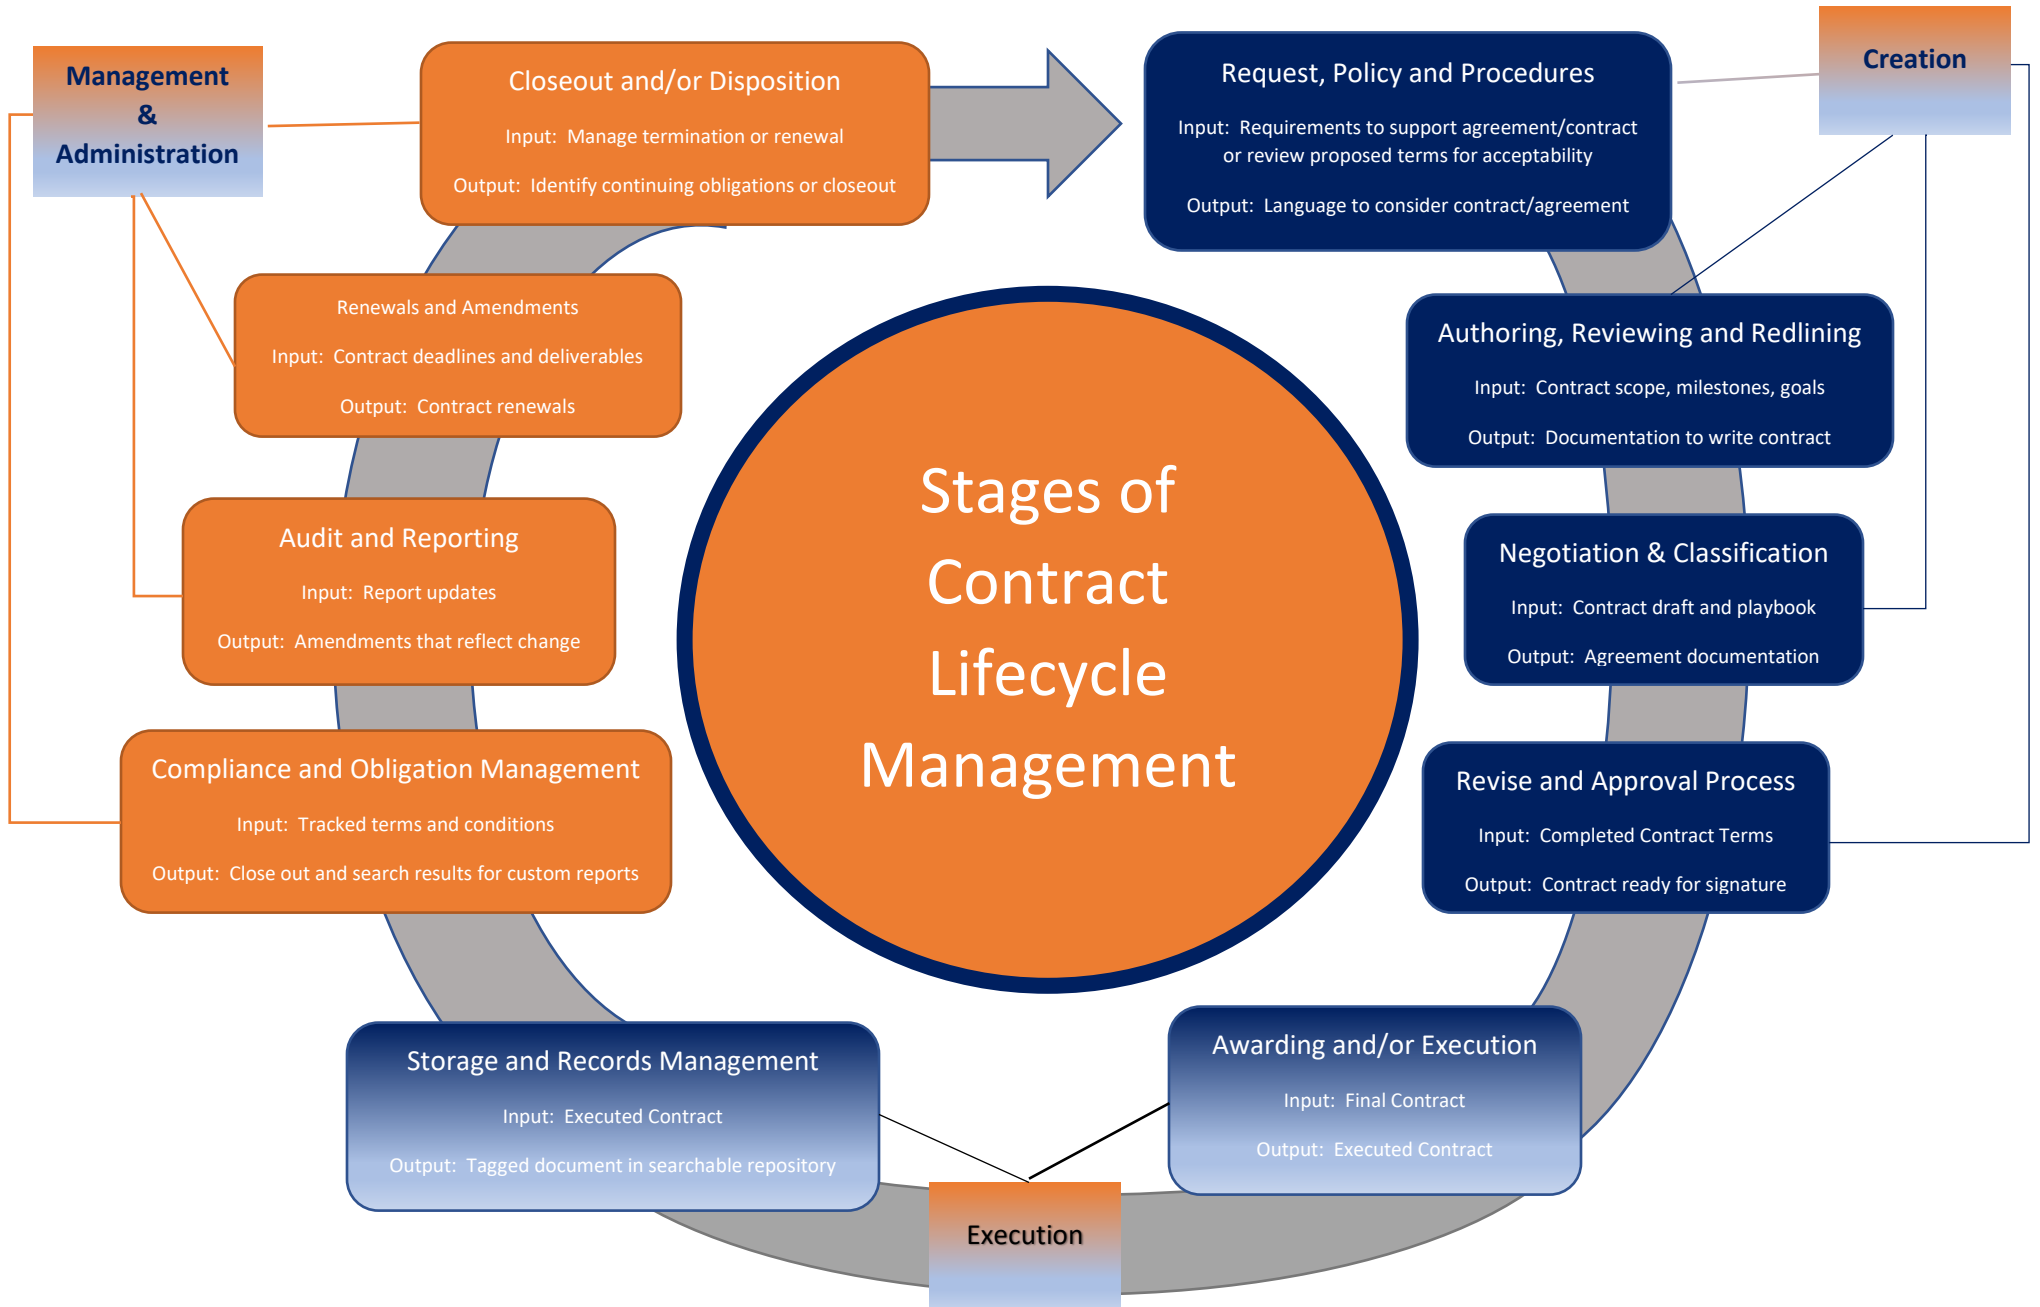 Management
&
Administration
Closeout and/or Disposition
Input:  Manage termination or renewal
Output:  Identify continuing obligations or closeout
Request, Policy and Procedures
Input:  Requirements to support agreement/contract
or review proposed terms for acceptability
Output:  Language to consider contract/agreement
Creation
Renewals and Amendments
Input:  Contract deadlines and deliverables
Output:  Contract renewals
Authoring, Reviewing and Redlining
Input:  Contract scope, milestones, goals
Output:  Documentation to write contract
Stages of
Contract
Lifecycle
Management
Audit and Reporting
Input:  Report updates
Output:  Amendments that reflect change
Negotiation & Classification
Input:  Contract draft and playbook
Output:  Agreement documentation
Compliance and Obligation Management
Input:  Tracked terms and conditions
Output:  Close out and search results for custom reports
Revise and Approval Process
Input:  Completed Contract Terms
Output:  Contract ready for signature
Storage and Records Management
Input:  Executed Contract
Output:  Tagged document in searchable repository
Awarding and/or Execution
Input:  Final Contract
Output:  Executed Contract
Execution